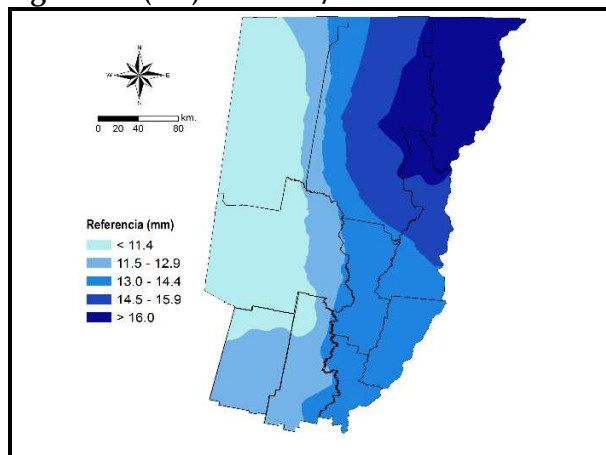 N
W E
S
0 20 40 80 km.
Referencia (mm)
< 11.4
11.5 - 12.9
13.0 - 14.4
14.5 - 15.9
> 16.0